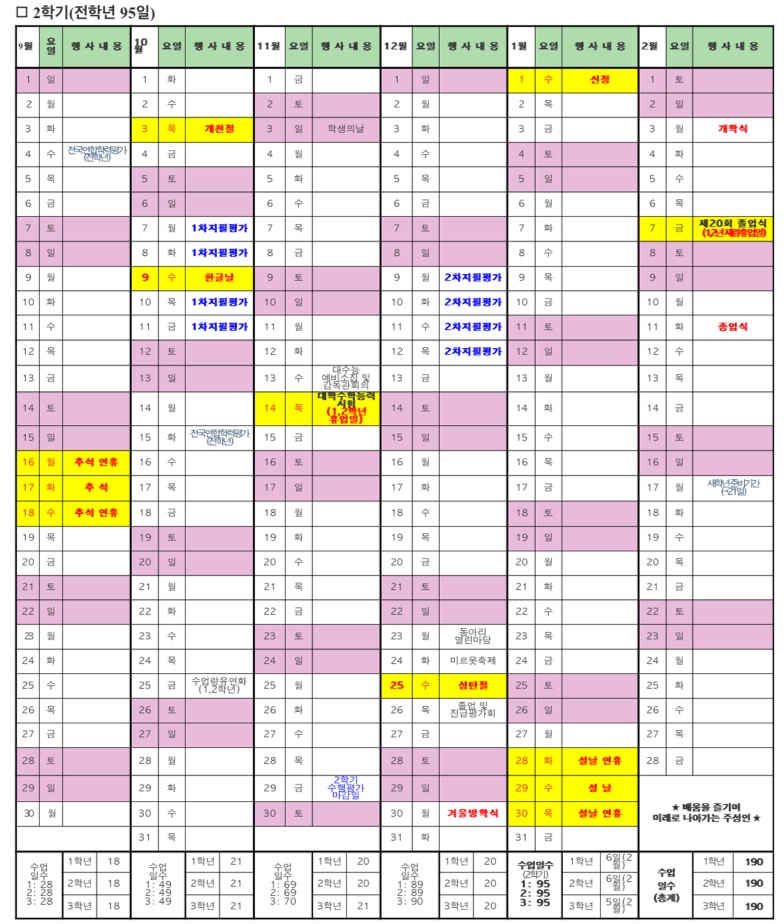 □ 2학기(전학년 95일)
9월 요일 행사내용 10월 요일 행사내용 11월 요일 행사내용 12월 요일 행사내용 1월 요일 행사내용 2월 요일 행사내용
1 일 1 화 1 금 1 일 1 수 신정 1 토
2 월 2 수 2 토 2 월 2 목 2 일
3 화 3 목 개천절 3 일 학생의날 3 화 3 금 3 월 개학식
4 수 전국연합학력평가 (전학년) 4 금 4 월 4 수 4 토 4 화
5 목 5 토 5 화 5 목 5 일 5 수
6 금 6 일 6 수 6 금 6 월 6 목
7 토 7 월 1차지필평가 7 목 7 토 7 화 7 금 제20회 졸업식 (1,2년 재량휴업일)
8 일 8 화 1차지필평가 8 금 8 일 8 수 8 토
9 월 9 수 한글날 9 토 9 월 2차지필평가 9 목 9 일
10 화 10 목 1차지필평가 10 일 10 화 2차지필평가 10 금 10 월
11 수 11 금 1차지필평가 11 월 11 수 2차지필평가 11 토 11 화 종업식
12 목 12 토 12 화 12 목 2차지필평가 12 일 12 수
13 금 13 일 13 수 대수능 예비소집 및 감독관회의 13 금 13 월 13 목
14 토 14 월 14 목 대학수학능력시험 (1,2학년 휴업일) 14 토 14 화 14 금
15 일 15 화 전국연합학력평가 (전학년) 15 금 15 일 15 수 15 토
16 월 추석 연휴 16 수 16 토 16 월 16 목 16 일
17 화 추석 17 목 17 일 17 화 17 금 17 월 새학년준비기간 (~21일)
18 수 추석 연휴 18 금 18 월 18 수 18 토 18 화
19 목 19 토 19 화 19 목 19 일 19 수
20 금 20 일 20 수 20 금 20 월 20 목
21 토 21 월 21 목 21 토 21 화 21 금
22 일 22 화 22 금 22 일 22 수 22 토
23 월 23 수 23 토 23 월 동아리 열린마당 23 목 23 일
24 화 24 목 24 일 24 화 미르못축제 24 금 24 월
25 수 25 금 수업량유연화 (1,2학년) 25 월 25 수 성탄절 25 토 25 화
26 목 26 토 26 화 26 목 졸업 및 진급평가회 26 일 26 수
27 금 27 일 27 수 27 금 27 월 27 목
28 토 28 월 28 목 28 토 28 화 설날 연휴 28 금
29 일 29 화 29 금 2학기 수행평가 마감일 29 일 29 수 설날 ★ 배움을 즐기며
30 월 30 수 30 토 30 월 겨울방학식 30 목 설날 연휴 미래로 나아가는 주성인 ★
31 목 31 화 31 금
수업일수 1: 28 2: 28 3: 28 1학년 18 2학년 18 3학년 18
수업일수 1: 49 2: 49 3: 49 1학년 21 2학년 21 3학년 21
수업일수 1: 69 2: 69 3: 70 1학년 20 2학년 20 3학년 21
수업일수 1: 89 2: 89 3: 90 1학년 20 2학년 20 3학년 20
수업일수 (2학기) 1: 95 2: 95 3: 95 1학년 6일(2월) 2학년 6일(2월) 3학년 5일(2월)
수업일수 (총계) 1학년 190 2학년 190 3학년 190